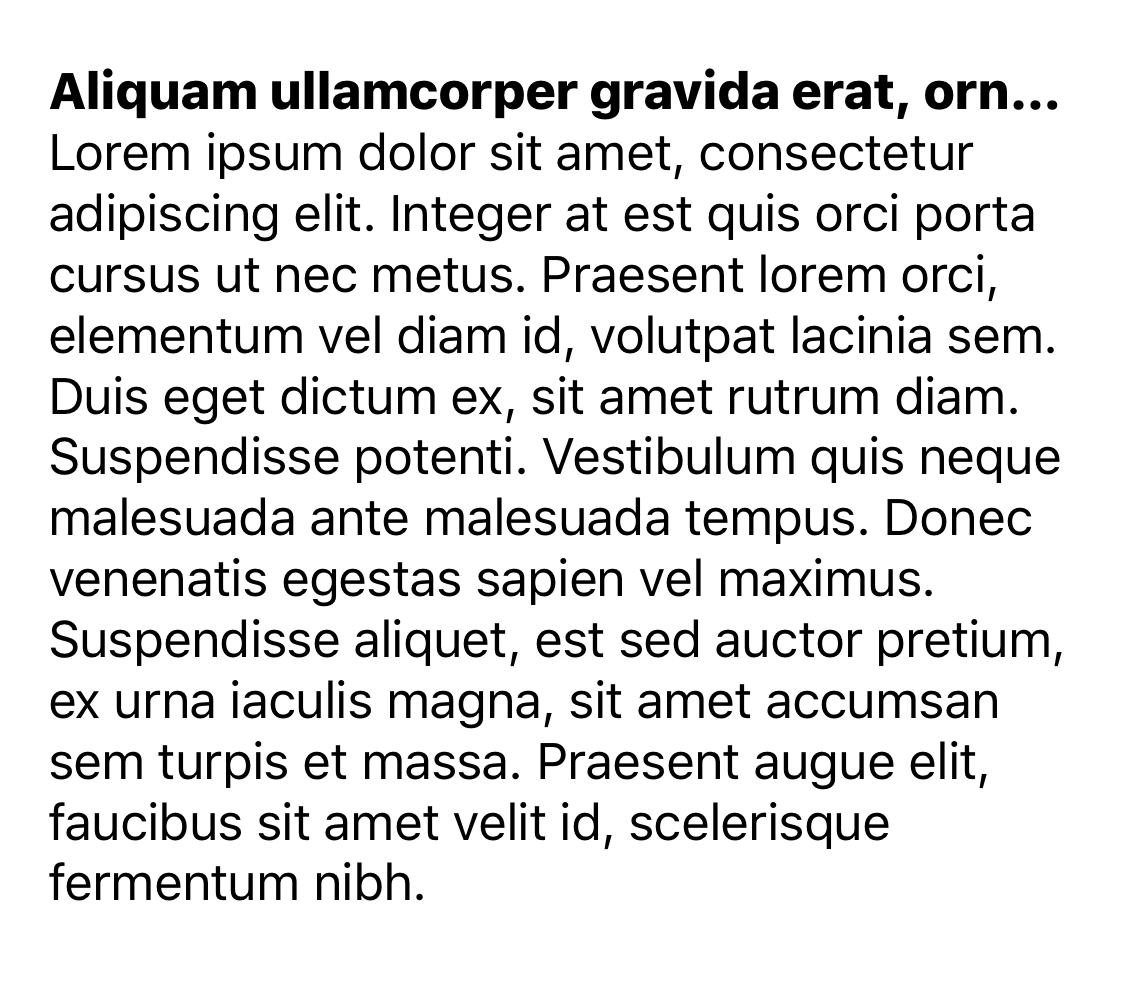 Aliquam ullamcorper gravida erat, orn...
Lorem ipsum dolor sit amet, consectetur
adipiscing elit. Integer at est quis orci porta
cursus ut nec metus. Praesent lorem orci,
elementum vel diam id, volutpat lacinia sem.
Duis eget dictum ex, sit amet rutrum diam.
Suspendisse potenti. Vestibulum quis neque
malesuada ante malesuada tempus. Donec
venenatis egestas sapien vel maximus.
Suspendisse aliquet, est sed auctor pretium,
ex urna iaculis magna, sit amet accumsan
sem turpis et massa. Praesent augue elit,
faucibus sit amet velit id, scelerisque
fermentum nibh.